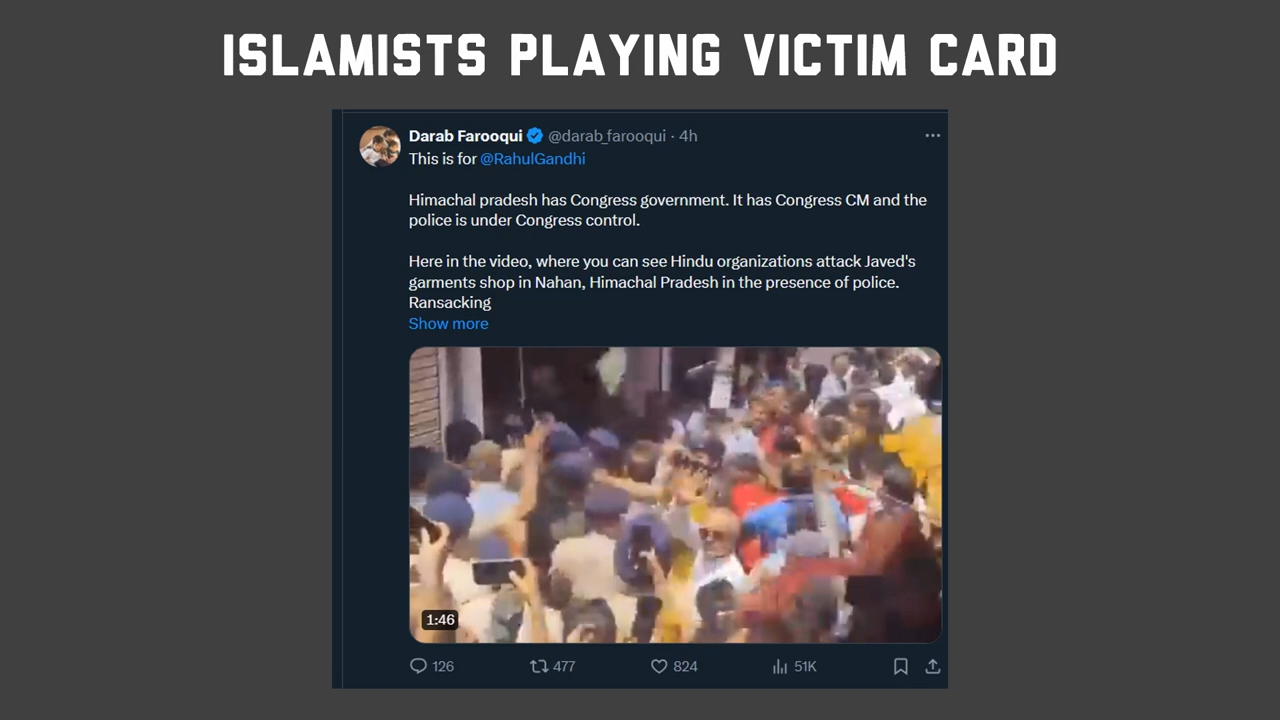 ISLAMISTS PLAYING VICTIM CARD
Darab Farooqui @darab_farooqui · 4h
This is for @RahulGandhi
Himachal pradesh has Congress government. It has Congress CM and the
police is under Congress control.
Here in the video, where you can see Hindu organizations attack Javed's
garments shop in Nahan, Himachal Pradesh in the presence of police.
Ransacking
Show more
1:46
126 477 824 51K